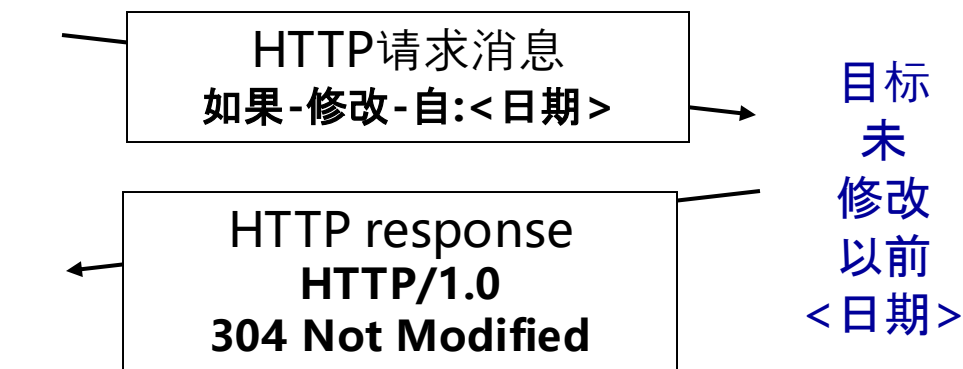 HTTP请求消息
如果-修改-自:<日期>
HTTP response
HTTP/1.0
304 Not Modified
目标
未
修改
以前
<日期>